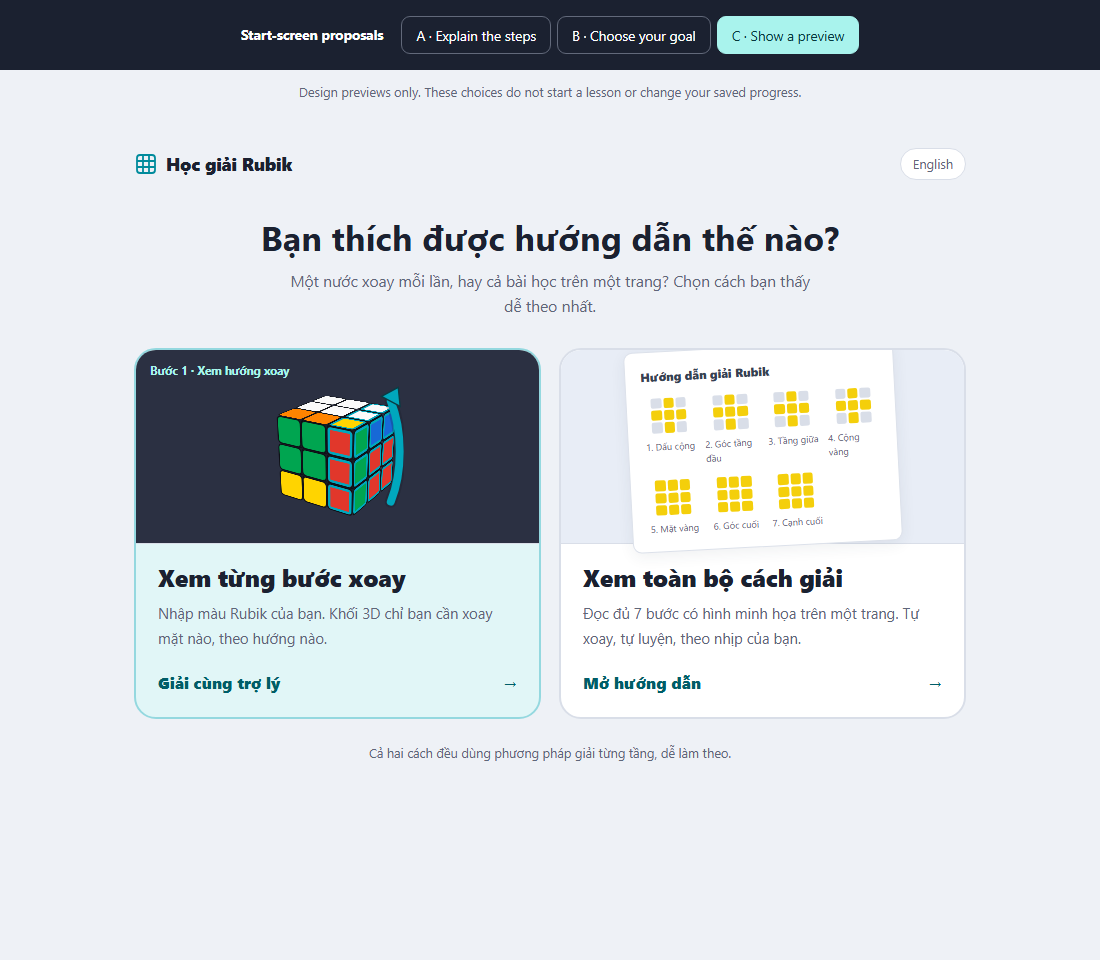 Start-screen proposals
A · Explain the steps
B · Choose your goal
C · Show a preview
Design previews only. These choices do not start a lesson or change your saved progress.
Học giải Rubik
English
Bạn thích được hướng dẫn thế nào?
Một nước xoay mỗi lần, hay cả bài học trên một trang? Chọn cách bạn thấy
dễ theo nhất.
Bước 1 · Xem hướng xoay
Xem từng bước xoay
Nhập màu Rubik của bạn. Khối 3D chỉ bạn cần xoay
mặt nào, theo hướng nào.
Giải cùng trợ lý →
Hướng dẫn giải Rubik
1. Dấu cộng
2. Góc tầng
đầu
3. Tầng giữa
4. Cộng
vàng
5. Mặt vàng
6. Góc cuối
7. Cạnh cuối
Xem toàn bộ cách giải
Đọc đủ 7 bước có hình minh họa trên một trang. Tự
xoay, tự luyện, theo nhịp của bạn.
Mở hướng dẫn →
Cả hai cách đều dùng phương pháp giải từng tầng, dễ làm theo.